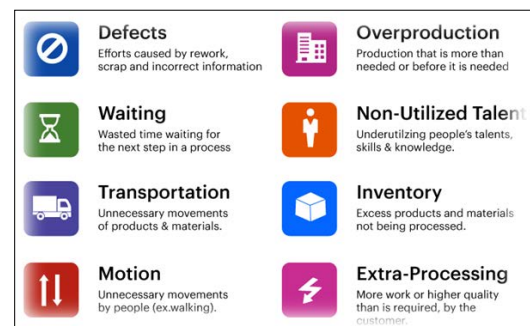 Defects
Efforts caused by rework,
scrap and incorrect information
Overproduction
Production that is more than
needed or before it is needed
Waiting
Wasted time waiting for
the next step in a process
Non-Utilized Talent
Underutilzing people's talents,
skills & knowledge.
Transportation
Unnecessary movements
of products & materials.
Inventory
Excess products and materials
not being processed.
Motion
Unnecessary movements
by people (ex.walking).
Extra-Processing
More work or higher quality
than is required, by the
customer.